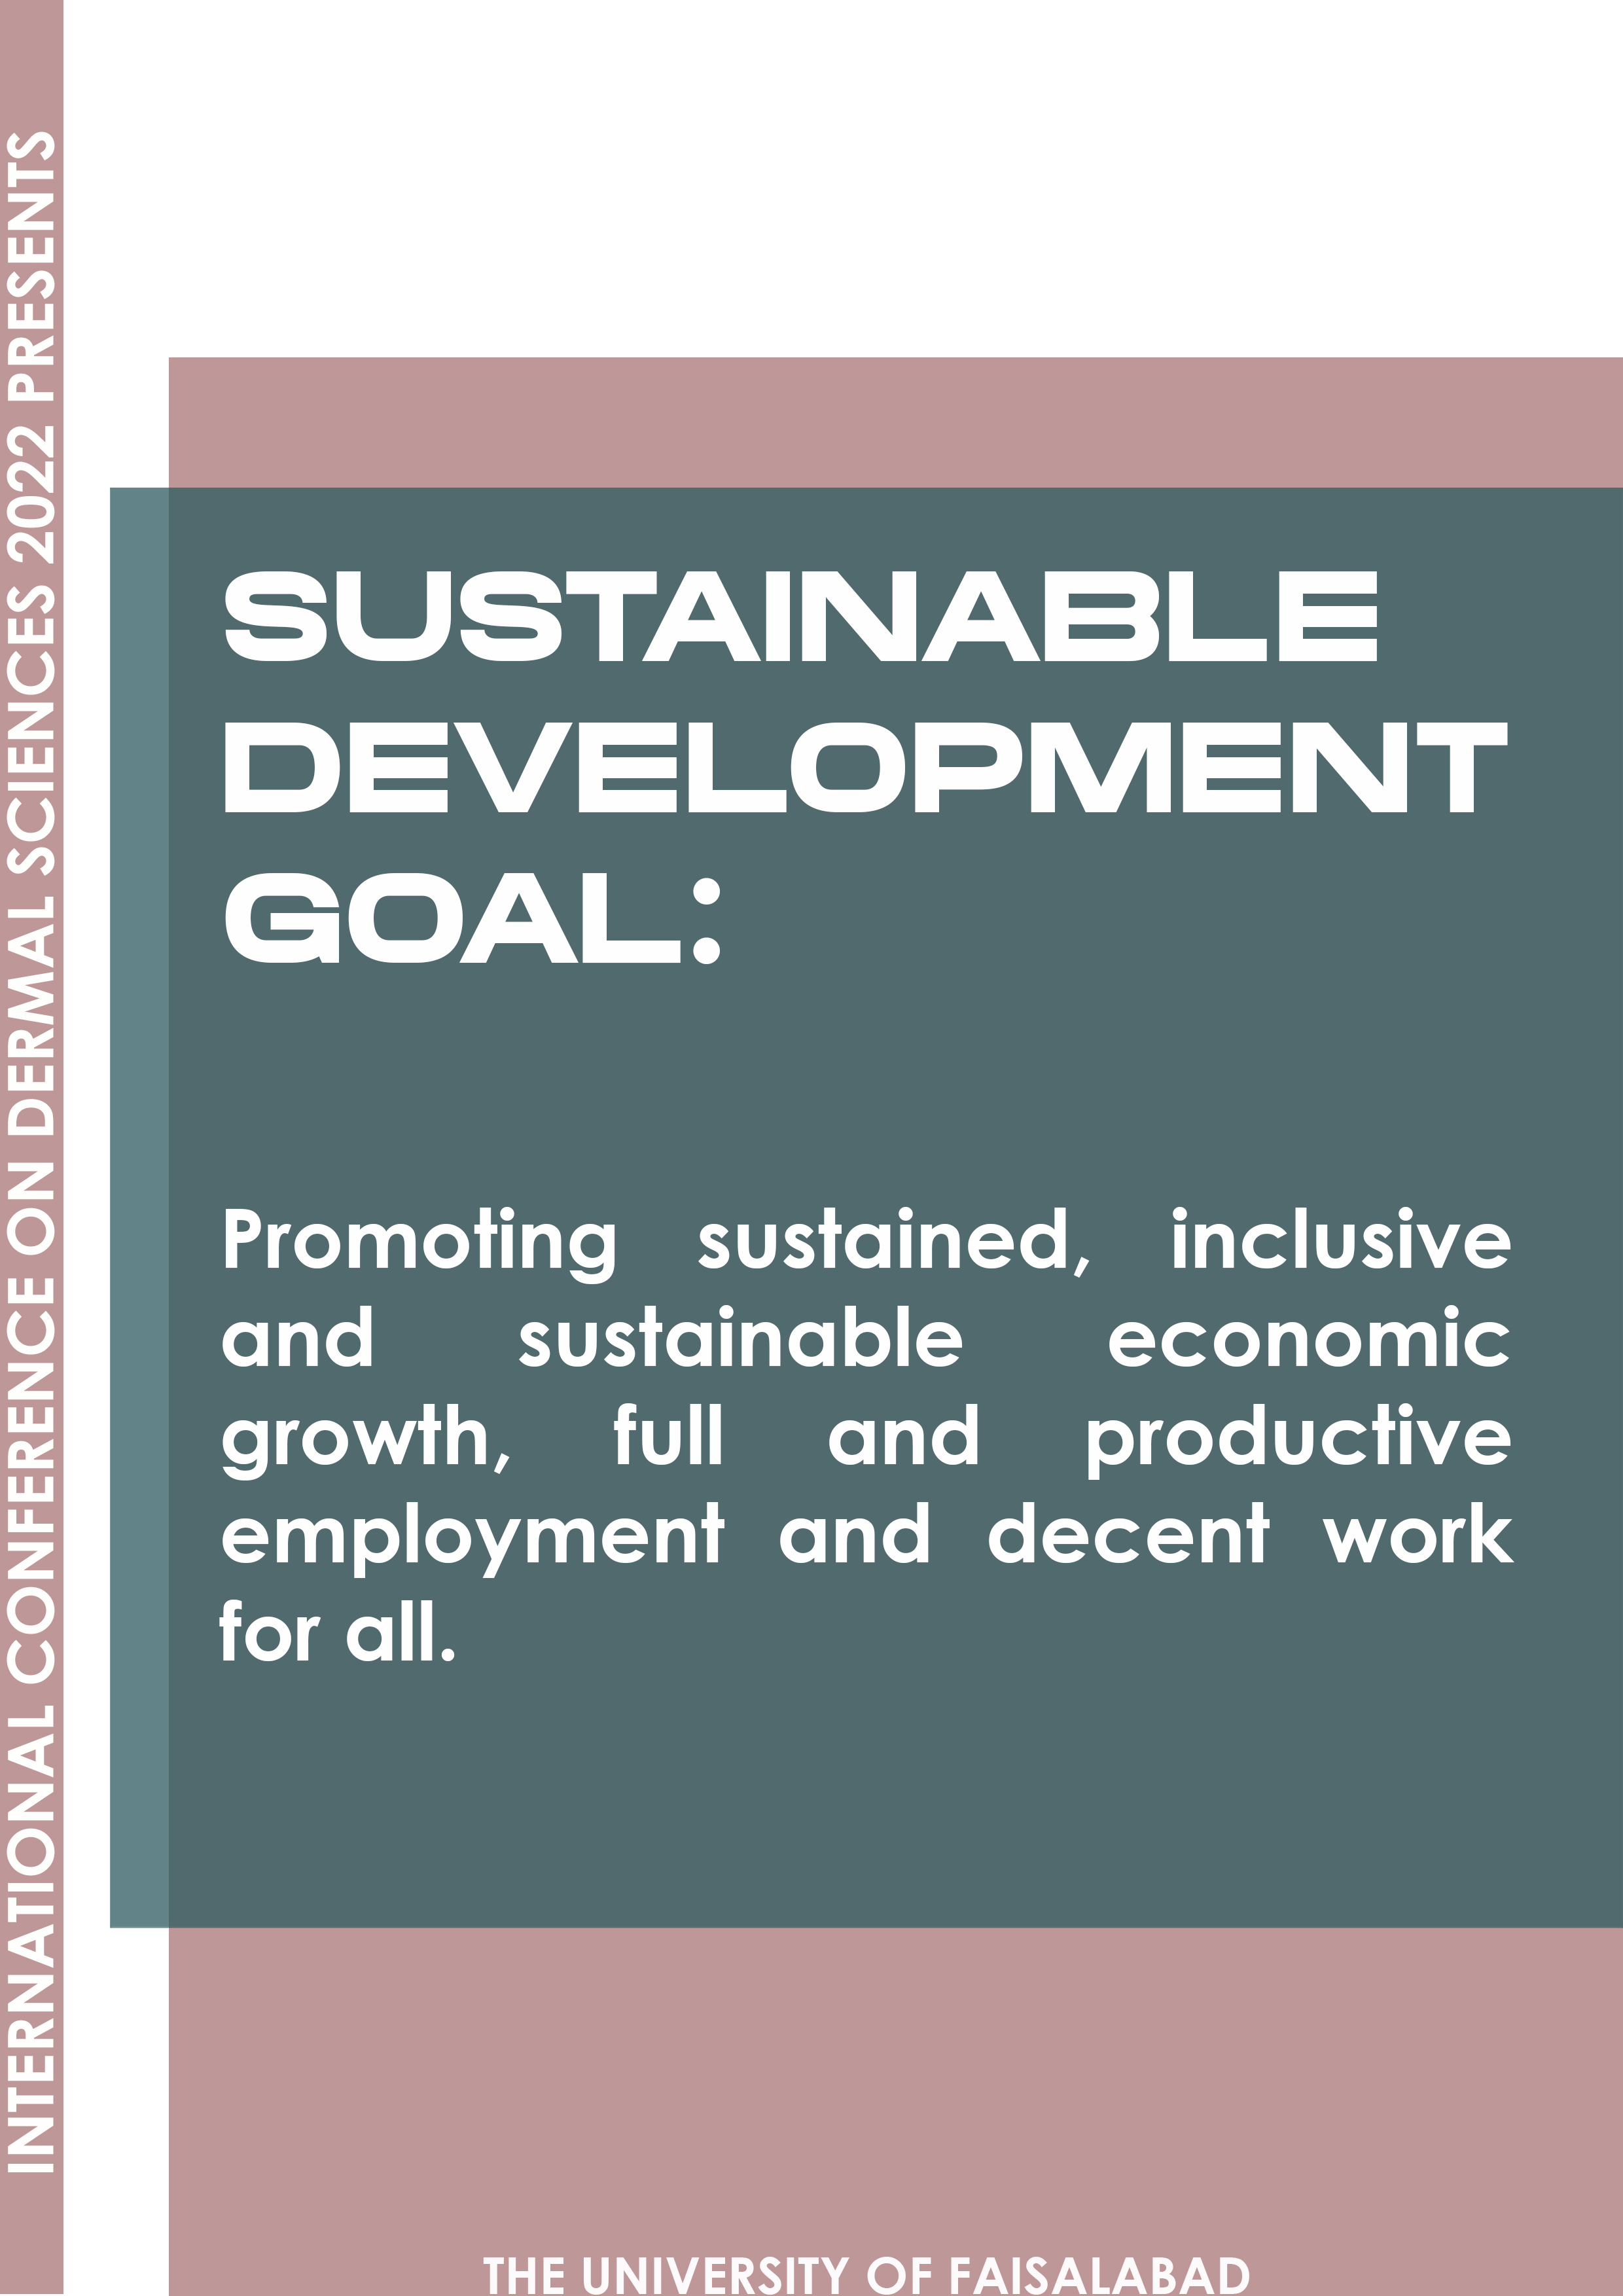 INTERNATIONAL CONFERENCE ON DERMAL SCIENCES 2022 PRESENTS
SUSTAINABLE
DEVELOPMENT
GOAL:
Promoting sustained, inclusive
and sustainable economic
growth, full and productive
employment and decent work
for all.
THE UNIVERSITY OF FAISALABAD